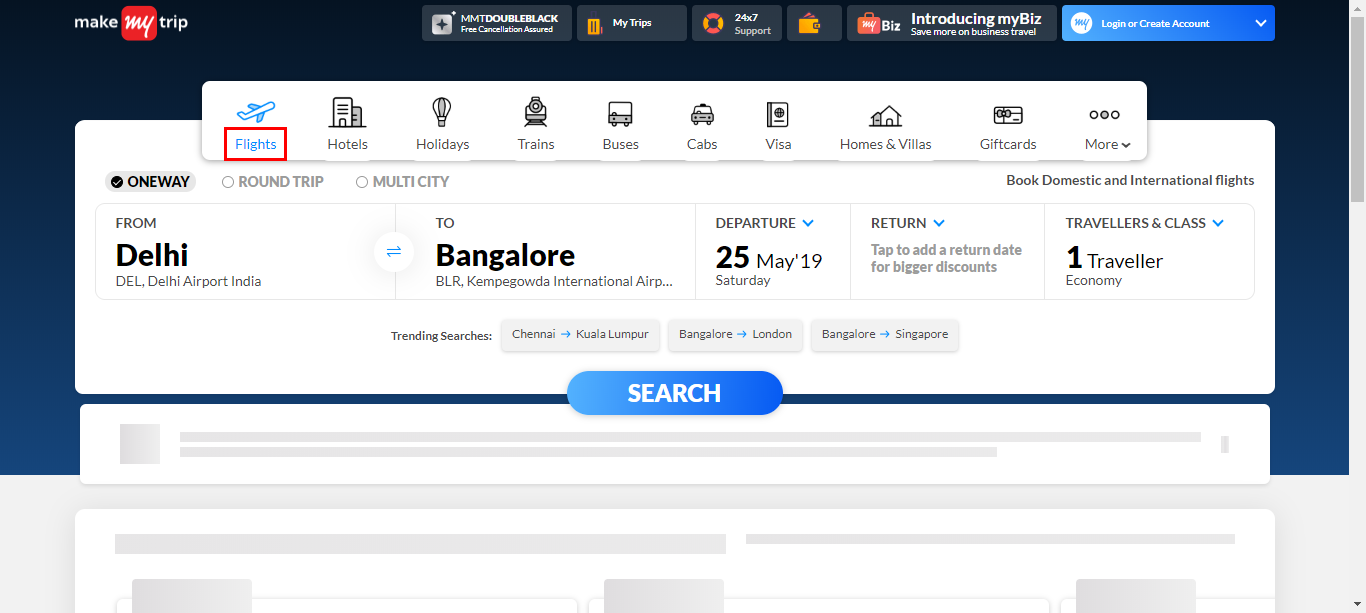 make my trip
MMTDOUBLEBLACK
Free Cancellation Assured
My Trips
24x7
Support
my Biz
Introducing myBiz
Save more on business travel
my
Login or Create Account
Flights
Hotels
Holidays
Trains
Buses
Cabs
Visa
Homes & Villas
Giftcards
More
ONEWAY
ROUND TRIP
MULTI CITY
Book Domestic and International flights
FROM
Delhi
DEL, Delhi Airport India
TO
Bangalore
BLR, Kempegowda International Airp...
DEPARTURE
25 May'19
Saturday
RETURN
Tap to add a return date
for bigger discounts
TRAVELLERS & CLASS
1 Traveller
Economy
Trending Searches:
Chennai → Kuala Lumpur
Bangalore → London
Bangalore → Singapore
SEARCH